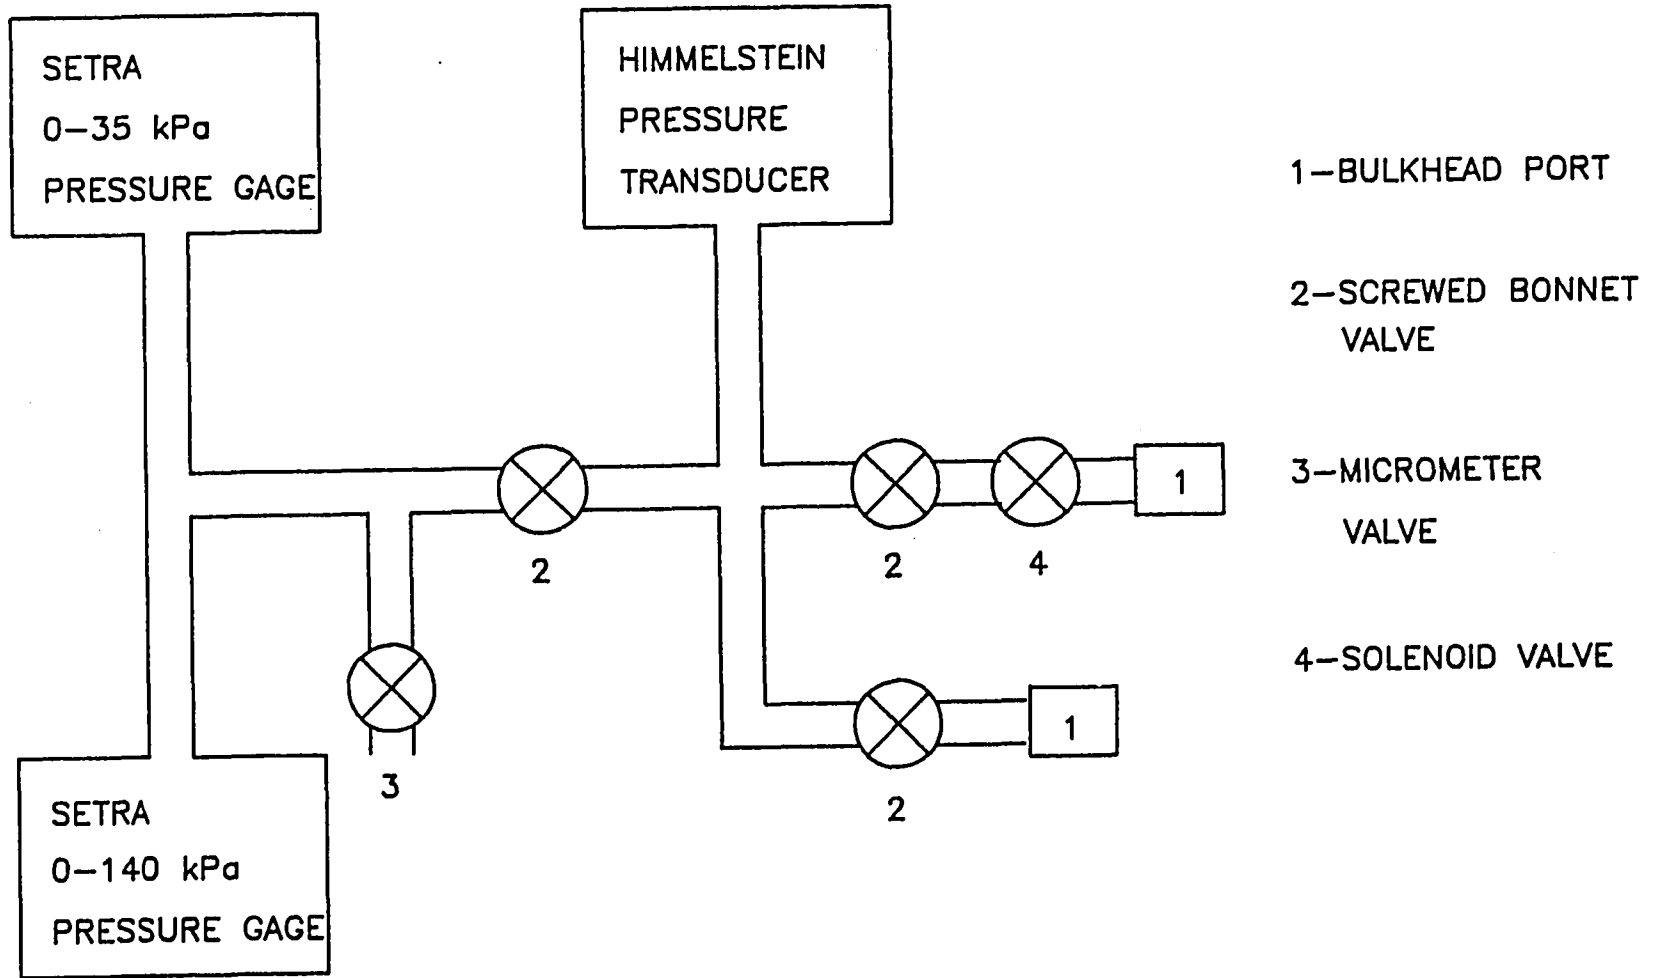 SETRA
0-35 kPa
PRESSURE GAGE
HIMMELSTEIN
PRESSURE
TRANSDUCER
1-BULKHEAD PORT
2-SCREWED BONNET
VALVE
3-MICROMETER
VALVE
4-SOLENOID VALVE
1
2
2
4
1
3
2
SETRA
0-140 kPa
PRESSURE GAGE